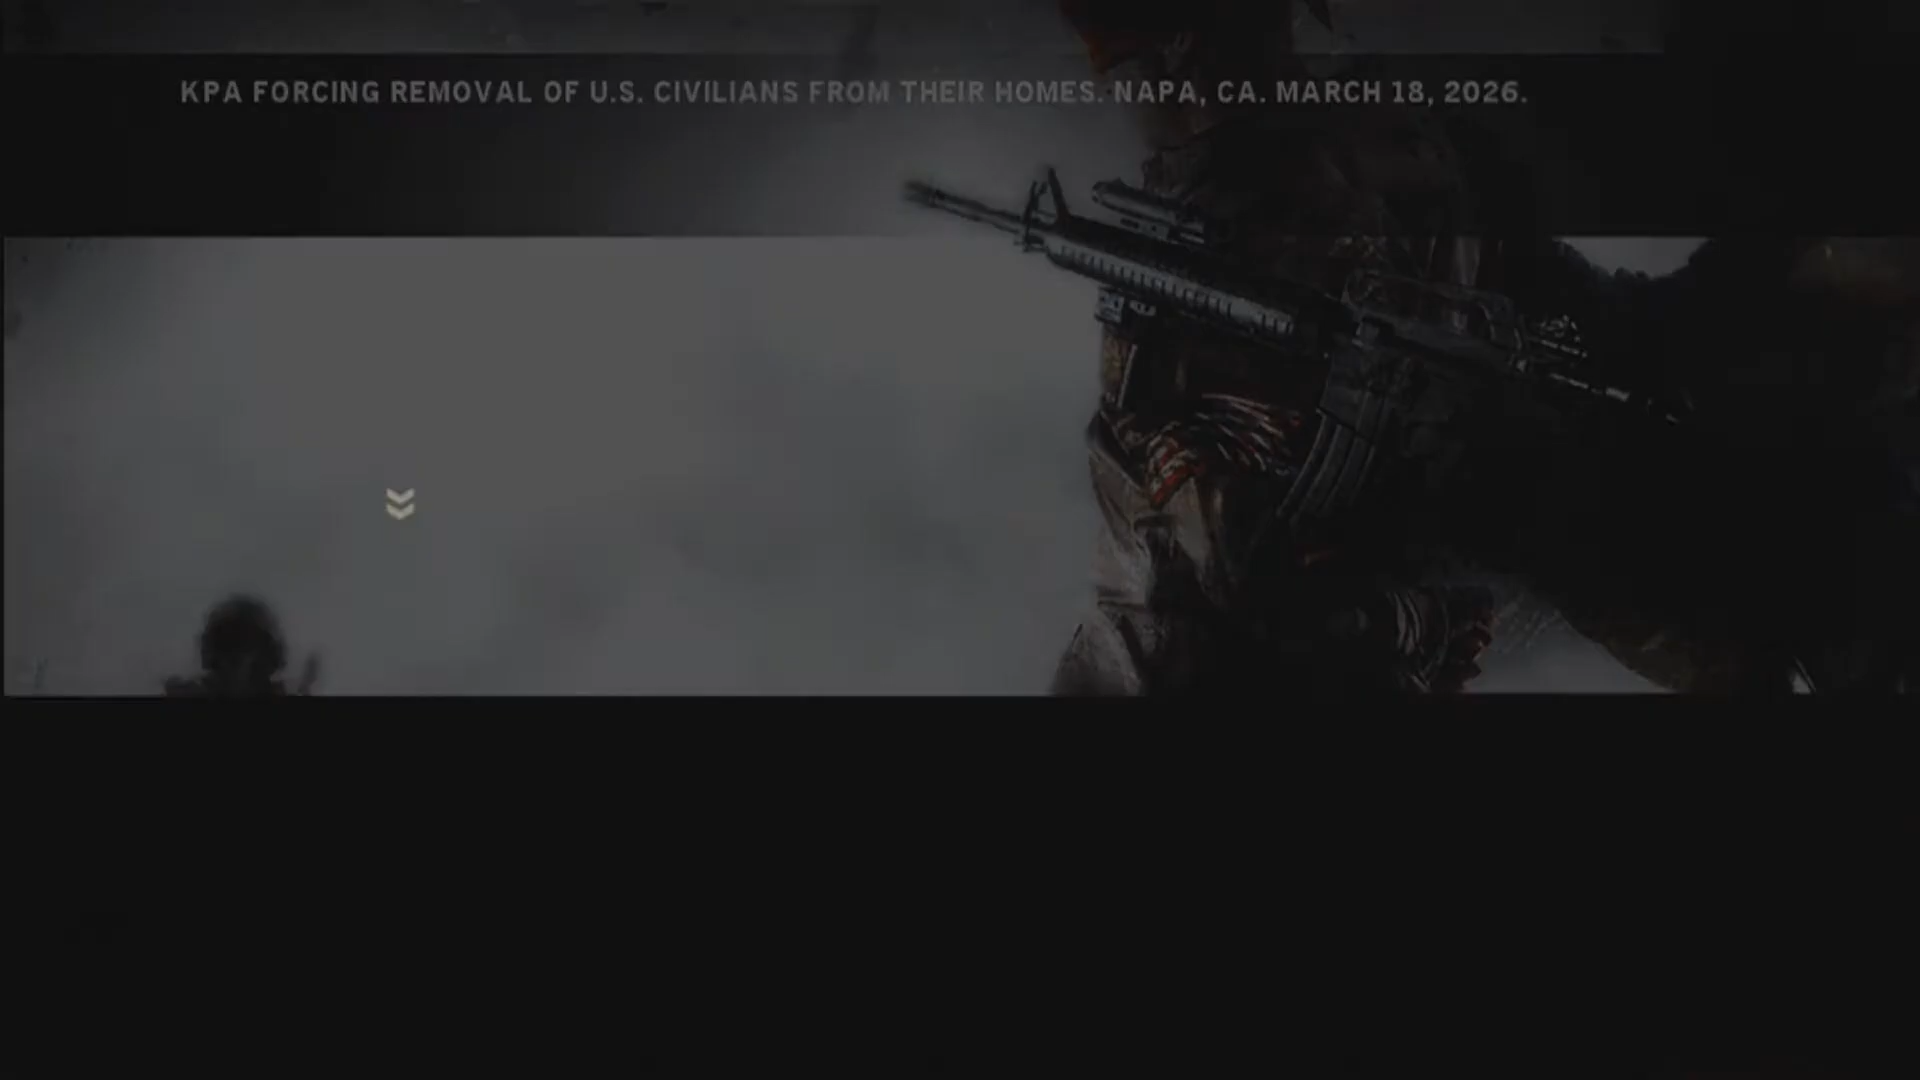 KPA FORCING REMOVAL OF U.S. CIVILIANS FROM THEIR HOMES. NAPA, CA. MARCH 18, 2026.